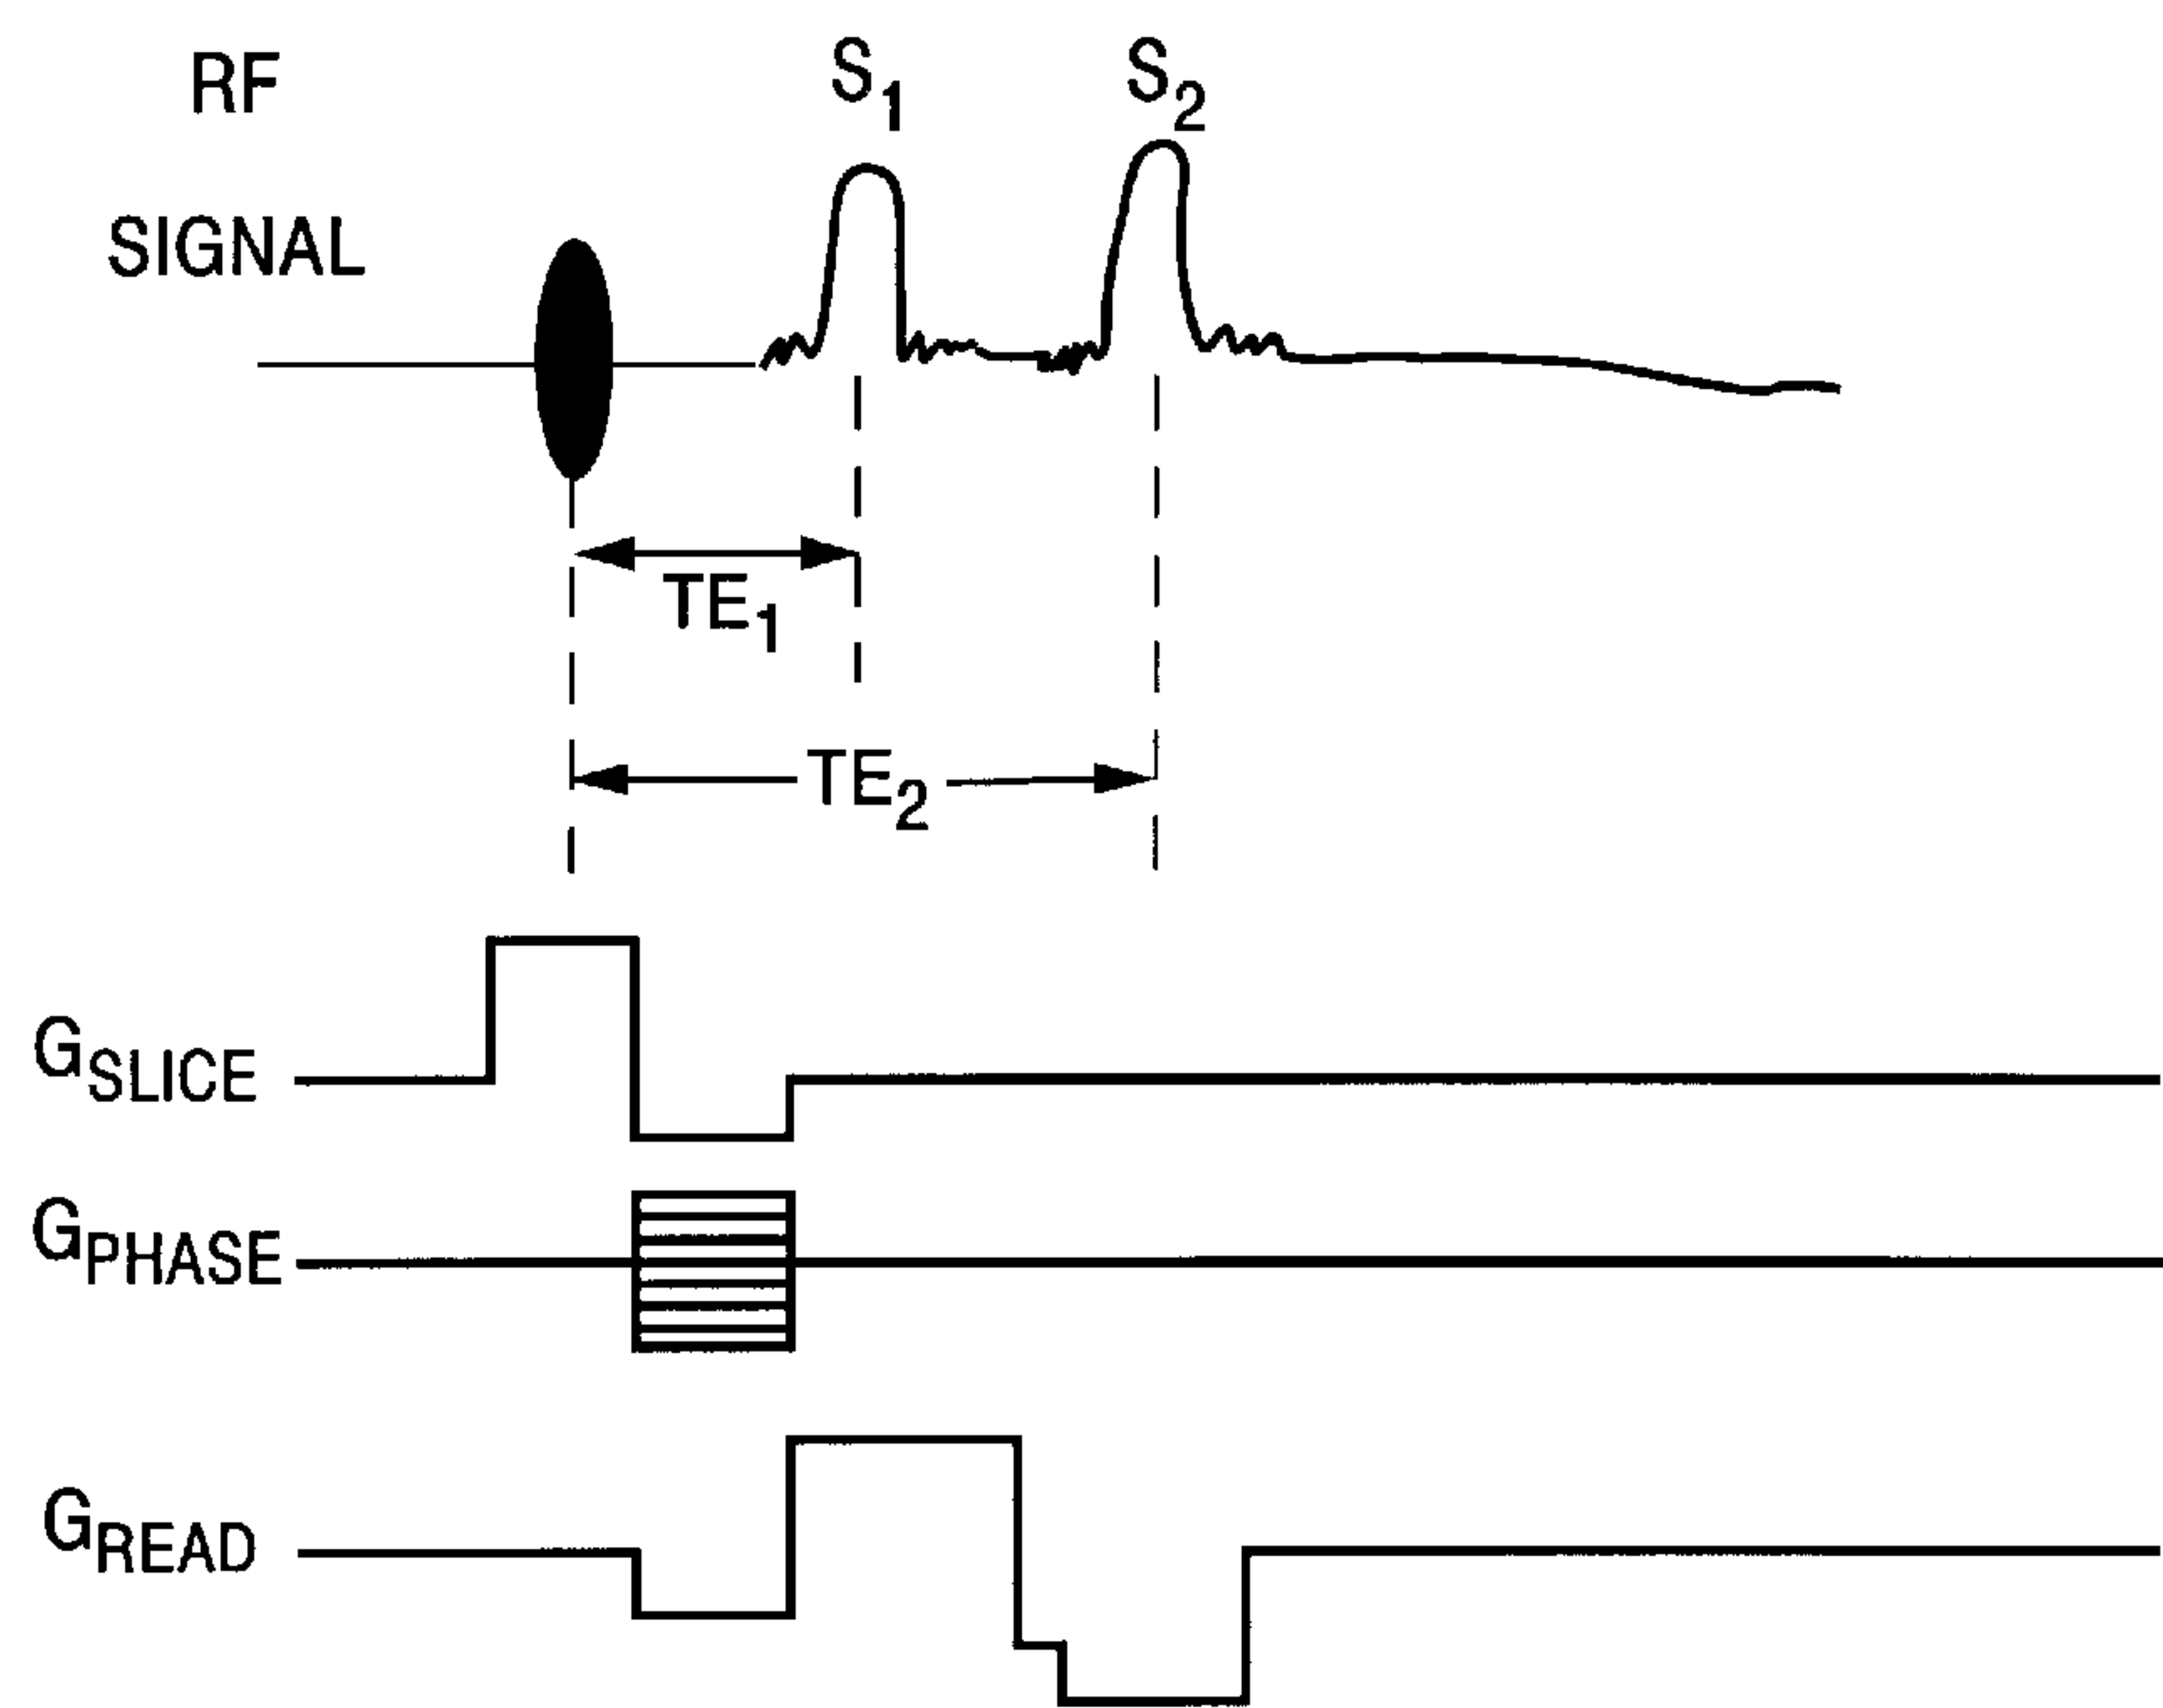 RF
S1
S2
SIGNAL
TE1
TE2
GSLICE
GPHASE
GREAD